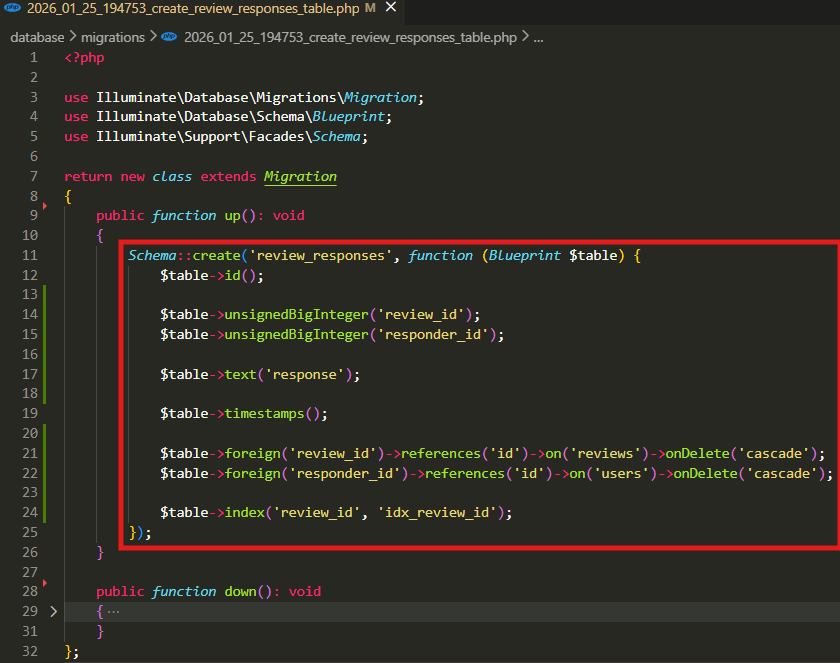 php 2026_01_25_194753_create_review_responses_table.php M ✕
database > migrations > php 2026_01_25_194753_create_review_responses_table.php > ...
1 <?php
2
3 use Illuminate\Database\Migrations\Migration;
4 use Illuminate\Database\Schema\Blueprint;
5 use Illuminate\Support\Facades\Schema;
6
7 return new class extends Migration
8 {
9     public function up(): void
10     {
11         Schema::create('review_responses', function (Blueprint $table) {
12             $table->id();
13
14             $table->unsignedBigInteger('review_id');
15             $table->unsignedBigInteger('responder_id');
16
17             $table->text('response');
18
19             $table->timestamps();
20
21             $table->foreign('review_id')->references('id')->on('reviews')->onDelete('cascade');
22             $table->foreign('responder_id')->references('id')->on('users')->onDelete('cascade');
23
24             $table->index('review_id', 'idx_review_id');
25         });
26     }
27
28     public function down(): void
29 >     { ...
31     }
32 };